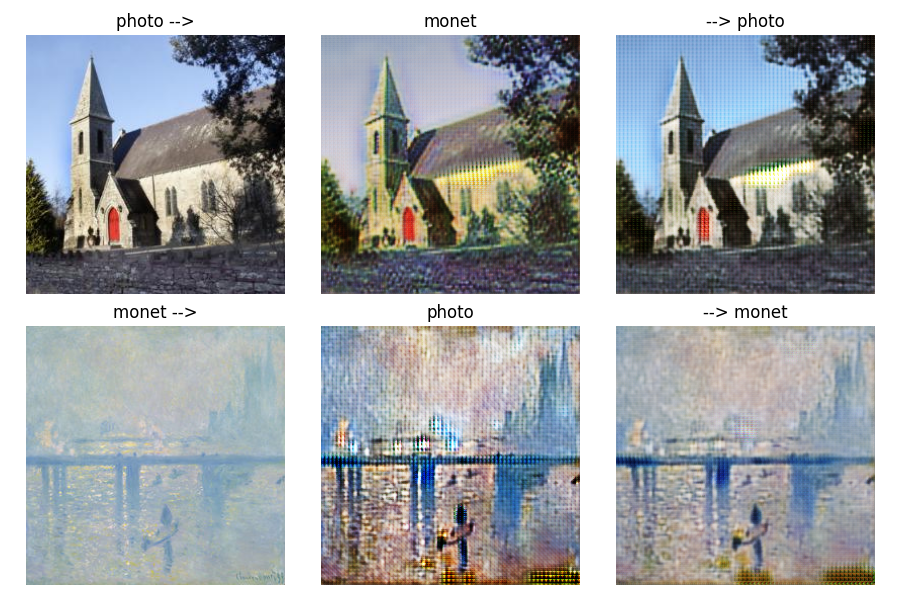 photo -->
monet
--> photo
monet -->
photo
--> monet